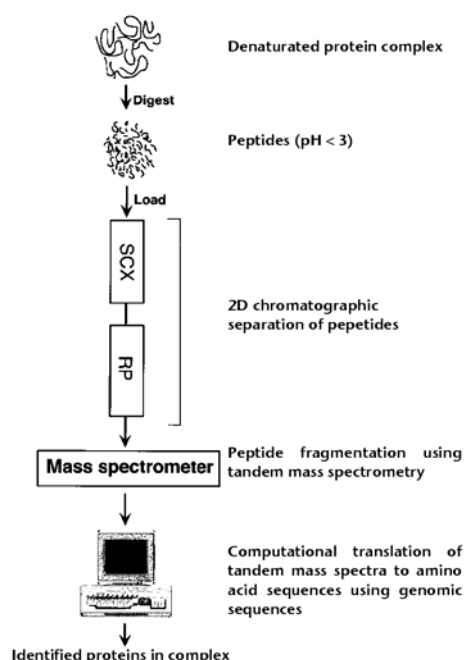 Denaturated protein complex
Digest
Peptides (pH < 3)
Load
SCX
2D chromatographic
separation of pepetides
RP
Mass spectrometer
Peptide fragmentation using
tandem mass spectrometry
Computational translation of
tandem mass spectra to amino
acid sequences using genomic
sequences
Identified proteins in complex